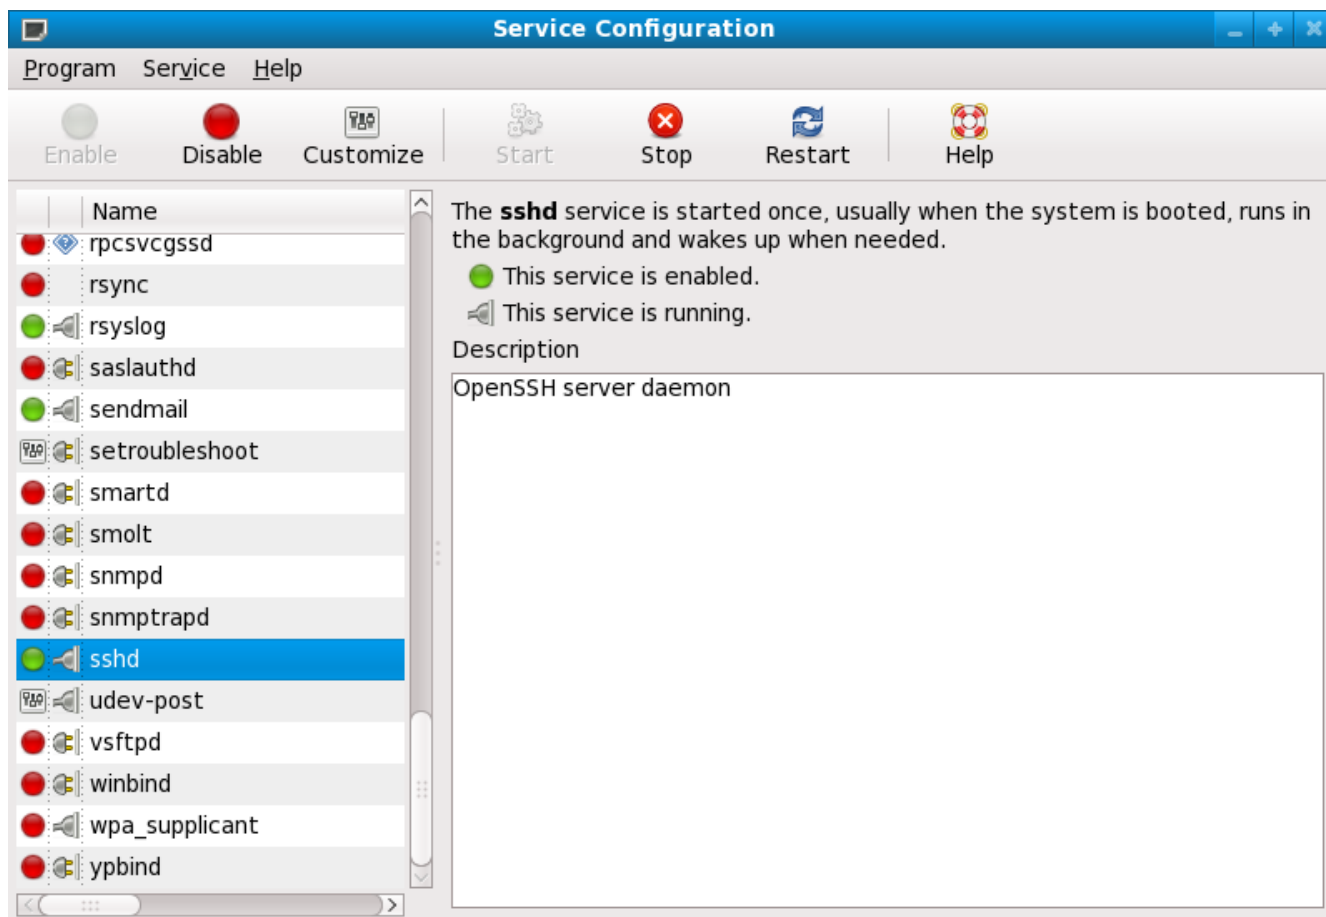 Service Configuration
Program Service Help
Enable Disable Customize Start Stop Restart Help
Name
rpcsvcgssd
rsync
rsyslog
saslauthd
sendmail
setroubleshoot
smartd
smolt
snmpd
snmptrapd
sshd
udev-post
vsftpd
winbind
wpa_supplicant
ypbind
The sshd service is started once, usually when the system is booted, runs in
the background and wakes up when needed.
This service is enabled.
This service is running.
Description
OpenSSH server daemon